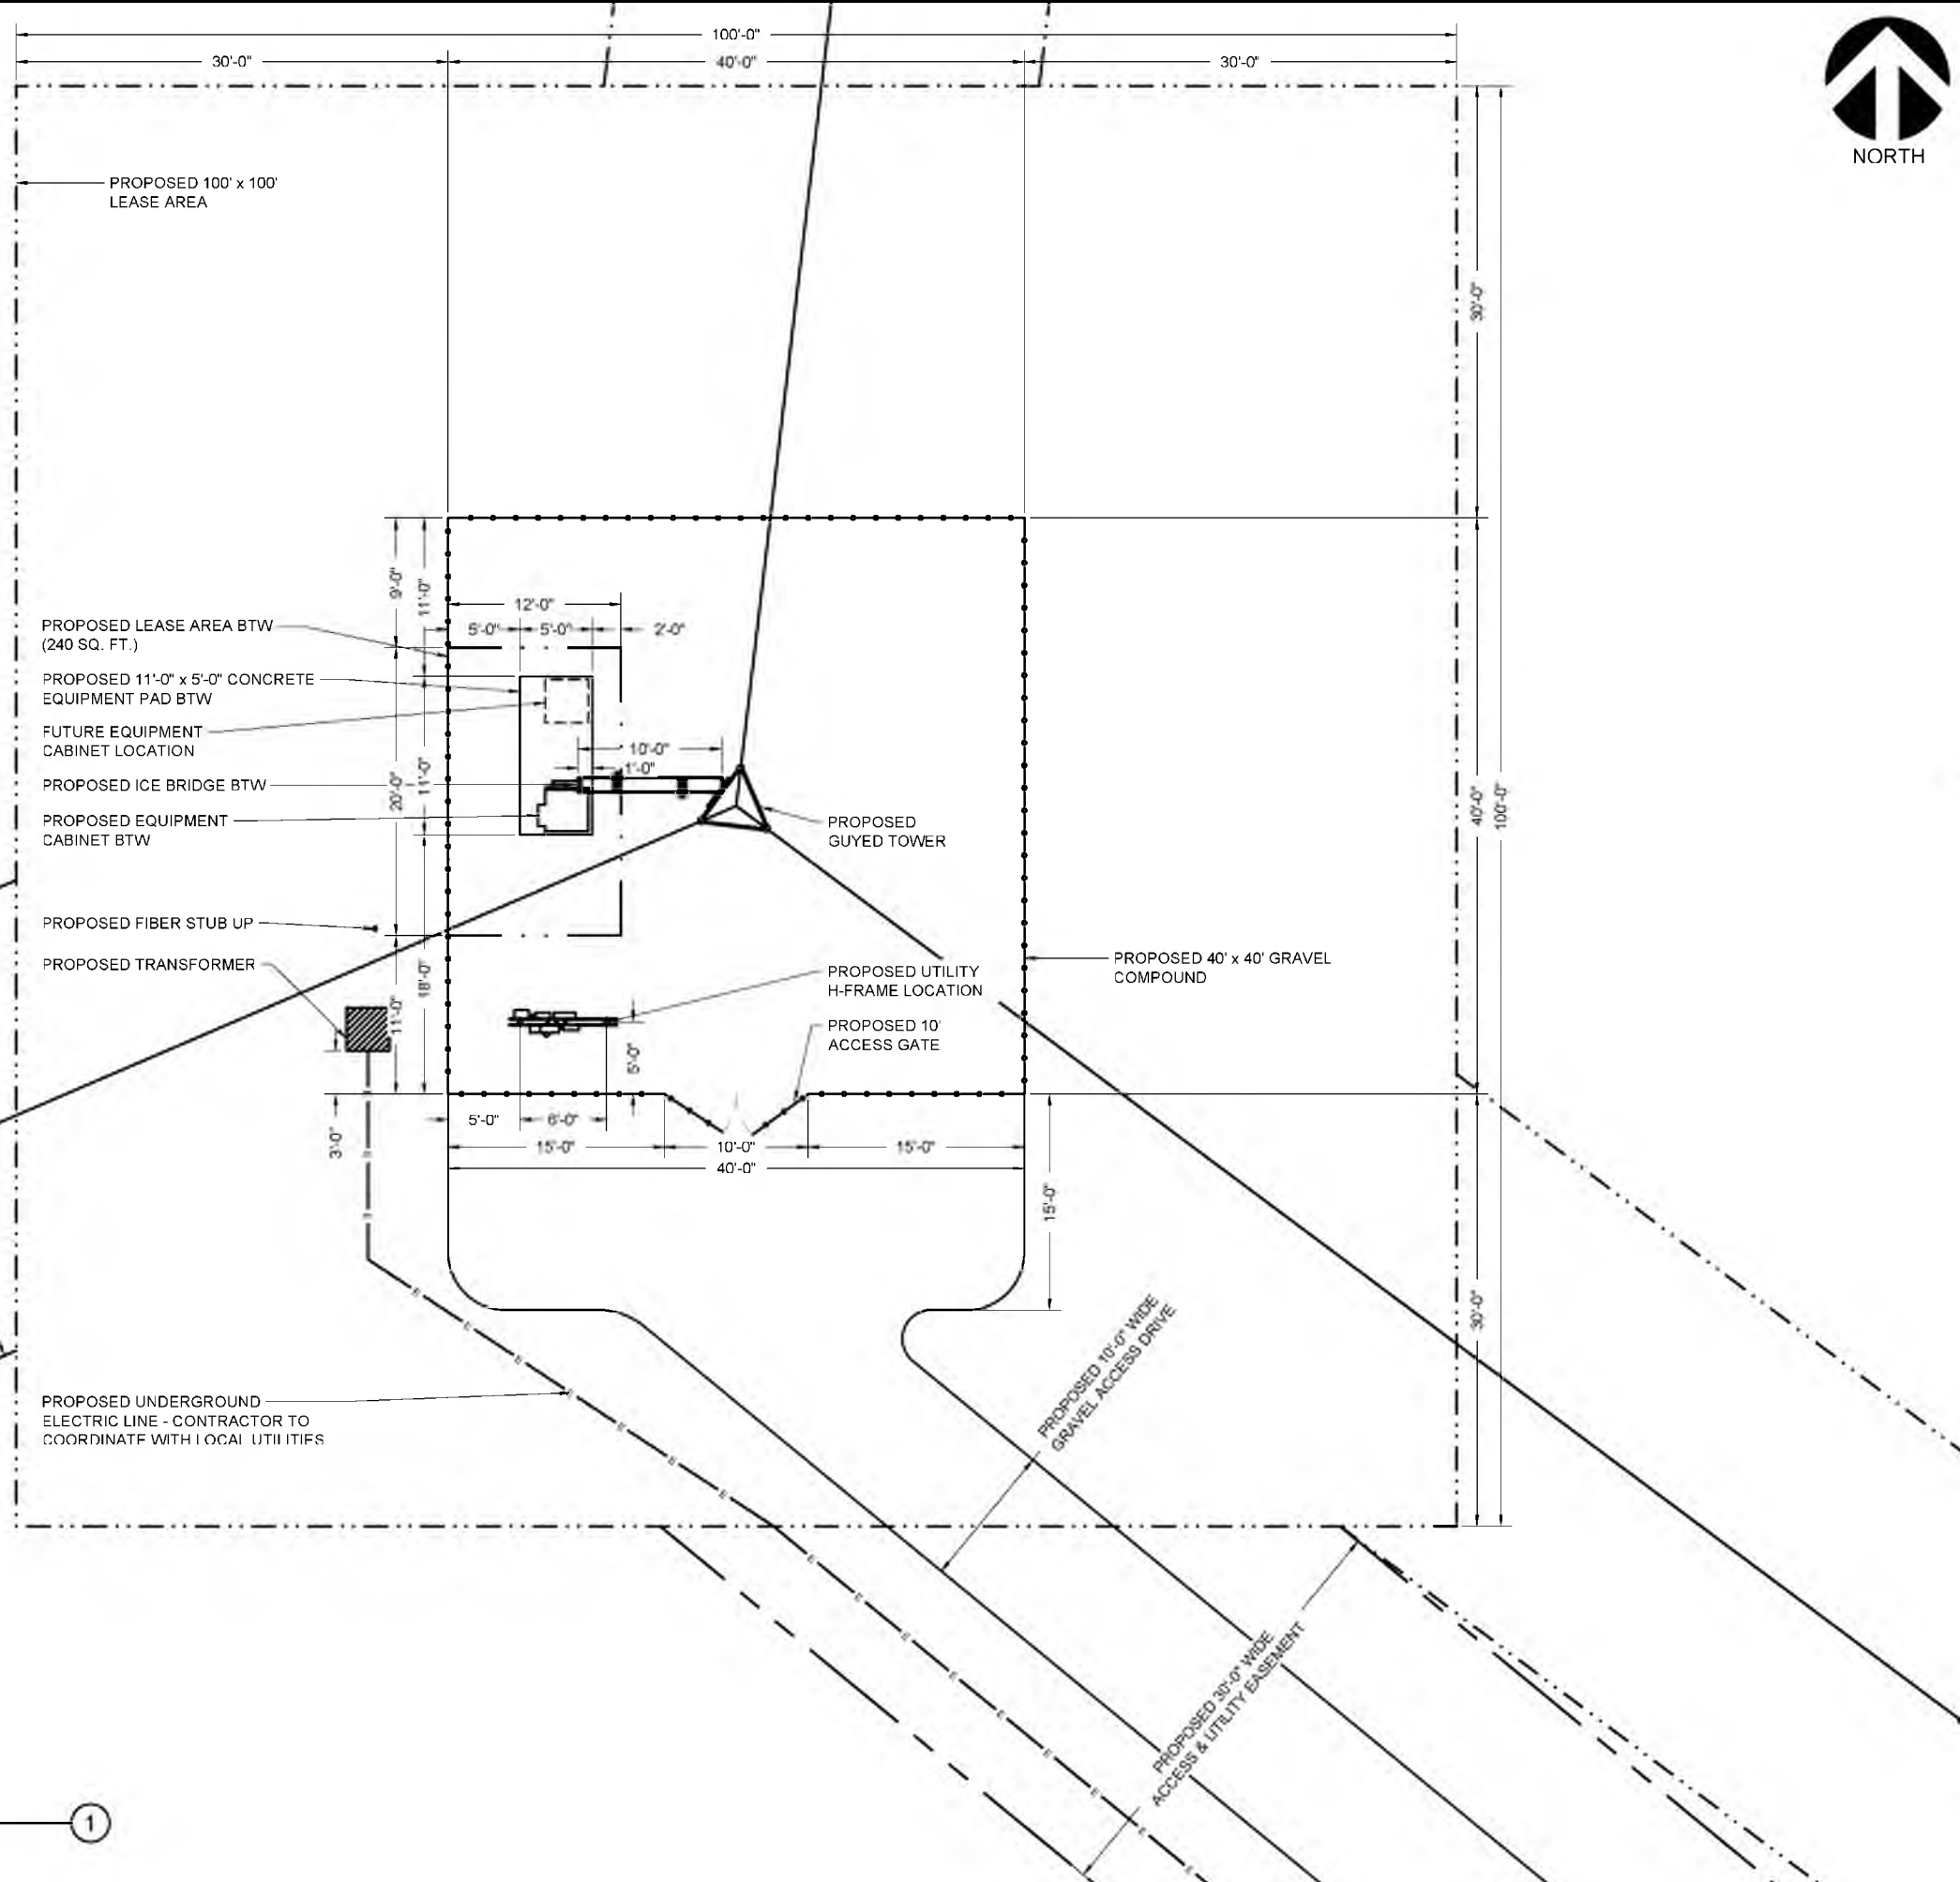 100'-0"
30'-0"
40'-0"
30'-0"
NORTH
PROPOSED 100' x 100'
LEASE AREA
30'-0"
9'-0"
11'-0"
12'-0"
5'-0"
5'-0"
2'-0"
PROPOSED LEASE AREA BTW
(240 SQ. FT.)
PROPOSED 11'-0" x 5'-0" CONCRETE
EQUIPMENT PAD BTW
FUTURE EQUIPMENT
CABINET LOCATION
10'-0"
1'-0"
PROPOSED ICE BRIDGE BTW
20'-0"
11'-0"
40'-0"
100'-0"
PROPOSED EQUIPMENT
CABINET BTW
PROPOSED
GUYED TOWER
PROPOSED FIBER STUB UP
PROPOSED TRANSFORMER
PROPOSED UTILITY
H-FRAME LOCATION
PROPOSED 40' x 40' GRAVEL
COMPOUND
18'-0"
11'-0"
PROPOSED 10'
ACCESS GATE
5'-0"
3'-0"
5'-0"
6'-0"
15'-0"
10'-0"
15'-0"
40'-0"
15'-0"
30'-0"
PROPOSED 10'-0" WIDE
GRAVEL ACCESS DRIVE
PROPOSED UNDERGROUND
ELECTRIC LINE - CONTRACTOR TO
COORDINATE WITH LOCAL UTILITIES
PROPOSED 30'-0" WIDE
ACCESS & UTILITY EASEMENT
1